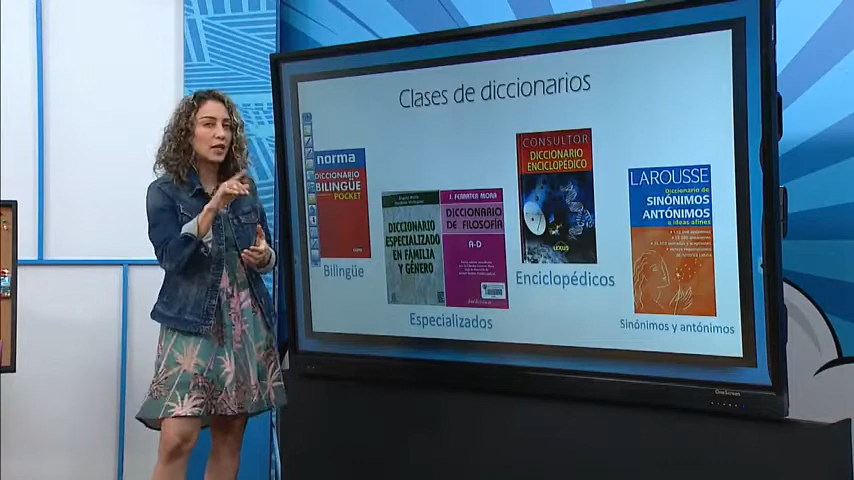 Clases de diccionarios
norma
DICCIONARIO
BILINGÜE
POCKET
Bilingüe
DICCIONARIO
ESPECIALIZADO
EN FAMILIA
Y GÉNERO
J. FERRATER MORA
DICCIONARIO
DE FILOSOFÍA
A-D
Especializados
CONSULTOR
DICCIONARIO
ENCICLOPÉDICO
LEXUS
Enciclopédicos
LAROUSSE
Diccionario de
SINÓNIMOS
ANTÓNIMOS
e ideas afines
Sinónimos y antónimos
OneScreen